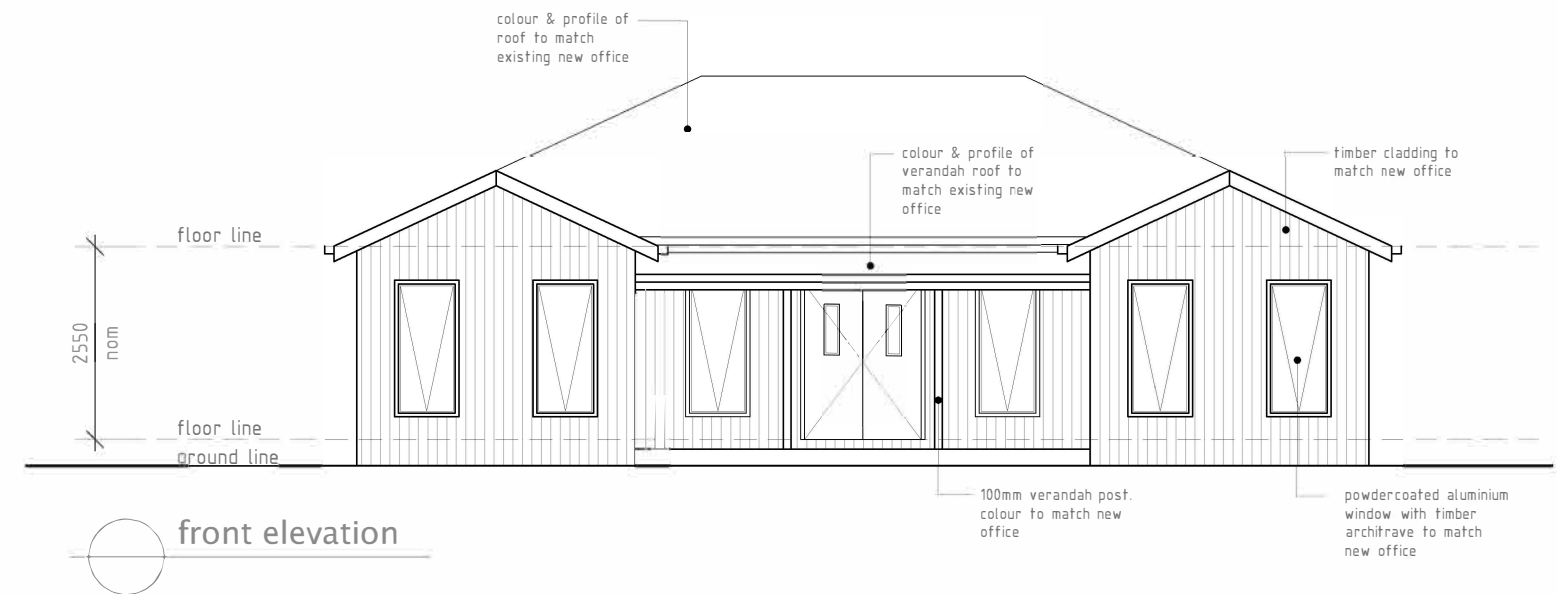 colour & profile of
roof to match
existing new office
colour & profile of
verandah roof to
match existing new
office
timber cladding to
match new office
floor line
2550
nom
floor line
ground line
100mm verandah post.
colour to match new
office
powdercoated aluminium
window with timber
architrave to match
new office
front elevation